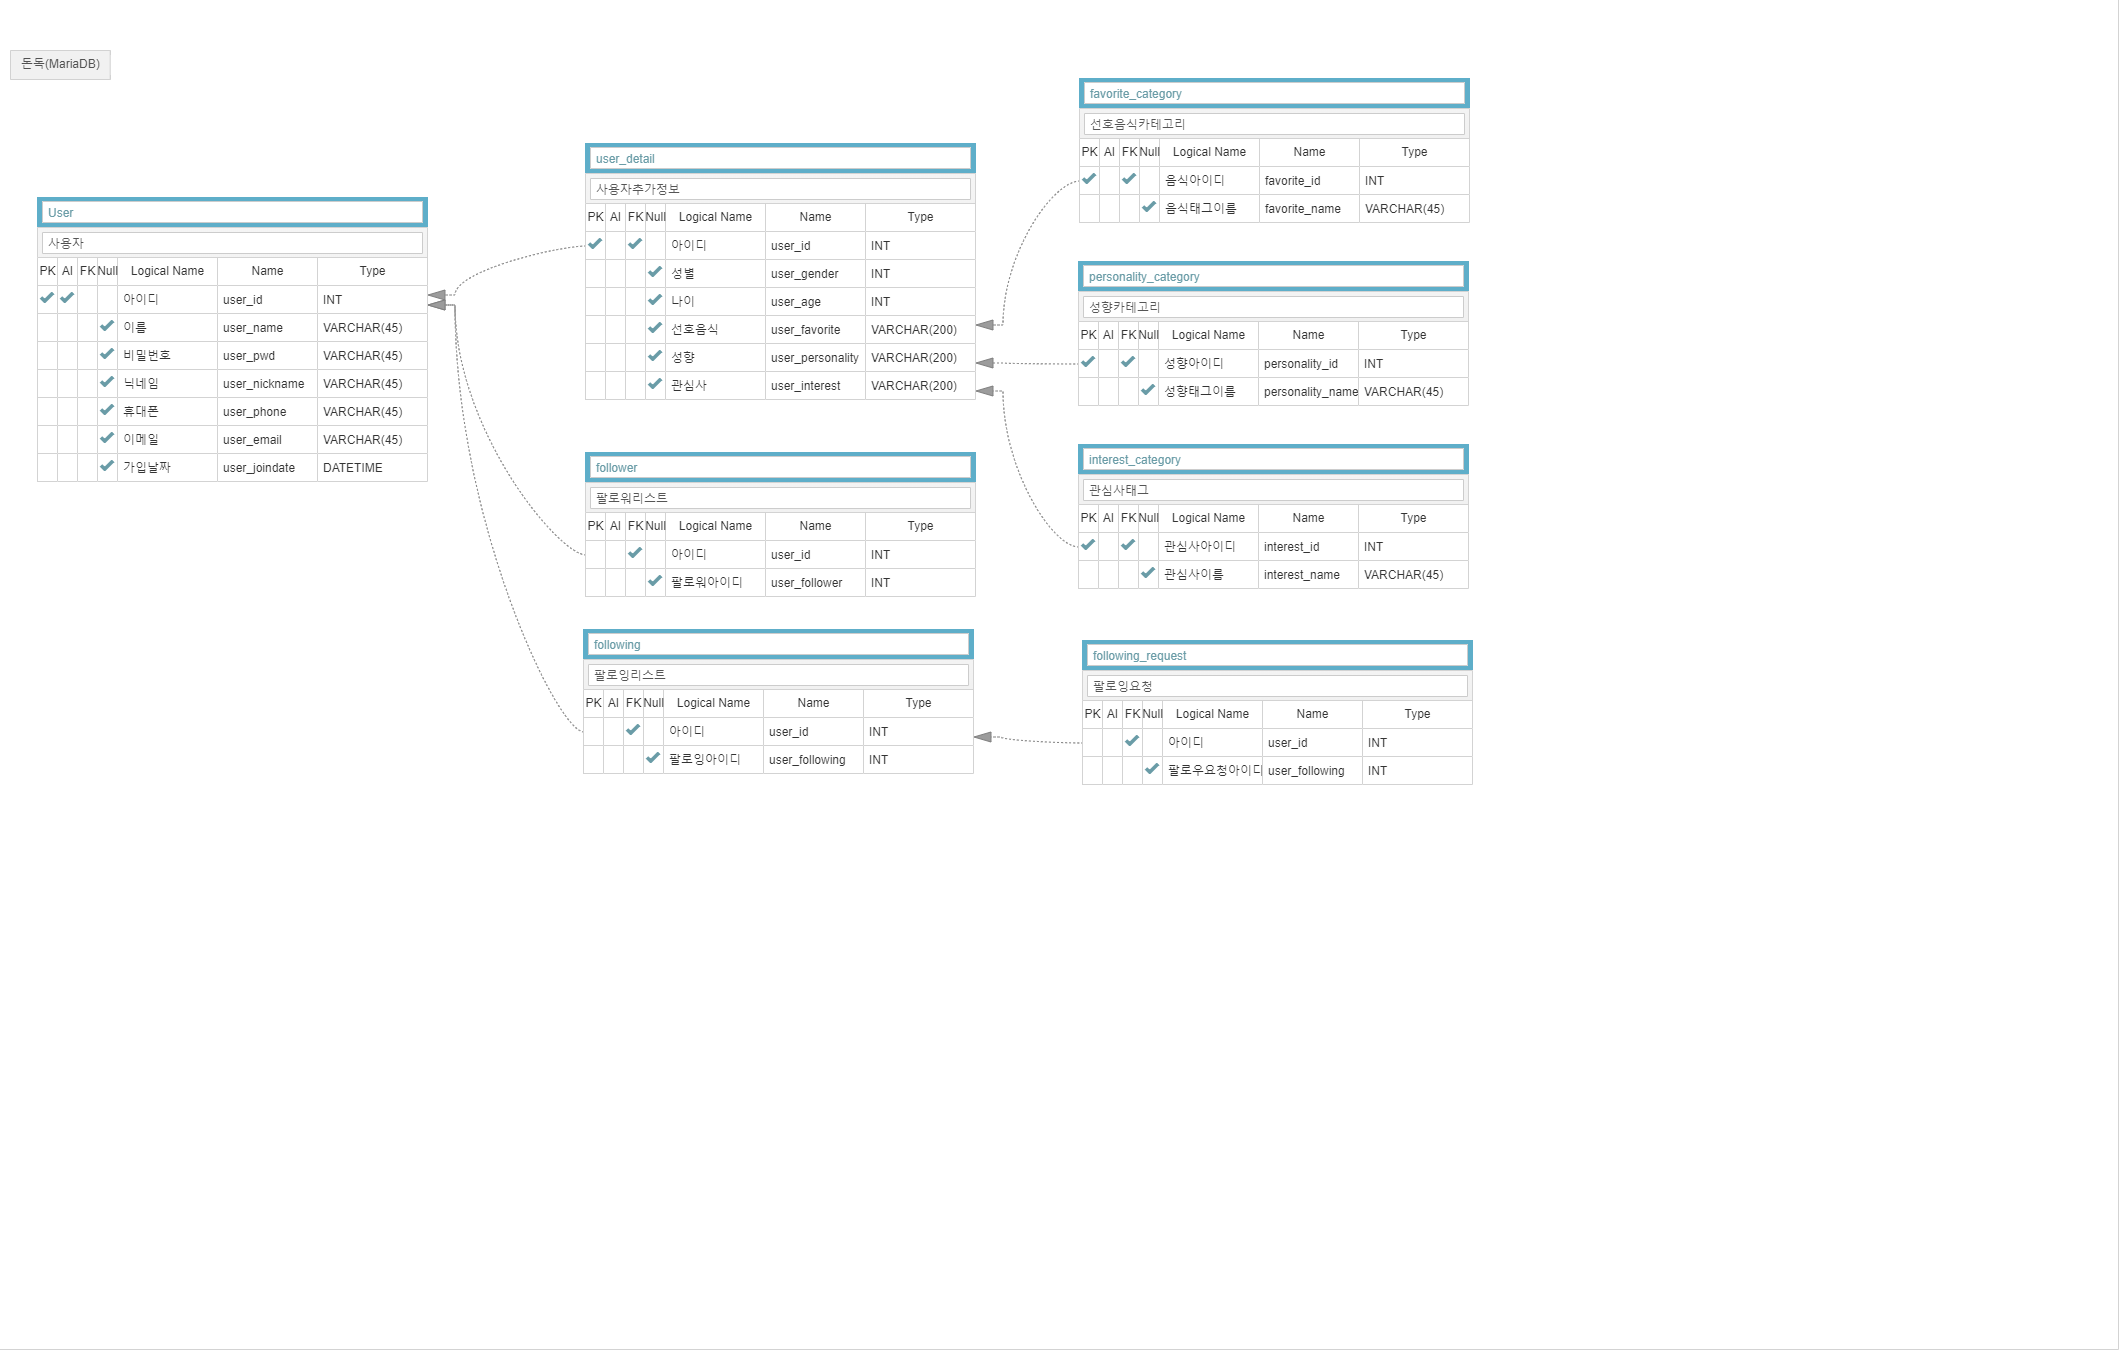 돈독(MariaDB)
User
사용자
PK AI FK Null Logical Name Name Type
아이디 user_id INT
이름 user_name VARCHAR(45)
비밀번호 user_pwd VARCHAR(45)
닉네임 user_nickname VARCHAR(45)
휴대폰 user_phone VARCHAR(45)
이메일 user_email VARCHAR(45)
가입날짜 user_joindate DATETIME
user_detail
사용자추가정보
PK AI FK Null Logical Name Name Type
아이디 user_id INT
성별 user_gender INT
나이 user_age INT
선호음식 user_favorite VARCHAR(200)
성향 user_personality VARCHAR(200)
관심사 user_interest VARCHAR(200)
follower
팔로워리스트
PK AI FK Null Logical Name Name Type
아이디 user_id INT
팔로워아이디 user_follower INT
following
팔로잉리스트
PK AI FK Null Logical Name Name Type
아이디 user_id INT
팔로잉아이디 user_following INT
favorite_category
선호음식카테고리
PK AI FK Null Logical Name Name Type
음식아이디 favorite_id INT
음식태그이름 favorite_name VARCHAR(45)
personality_category
성향카테고리
PK AI FK Null Logical Name Name Type
성향아이디 personality_id INT
성향태그이름 personality_name VARCHAR(45)
interest_category
관심사태그
PK AI FK Null Logical Name Name Type
관심사아이디 interest_id INT
관심사이름 interest_name VARCHAR(45)
following_request
팔로잉요청
PK AI FK Null Logical Name Name Type
아이디 user_id INT
팔로우요청아이디 user_following INT